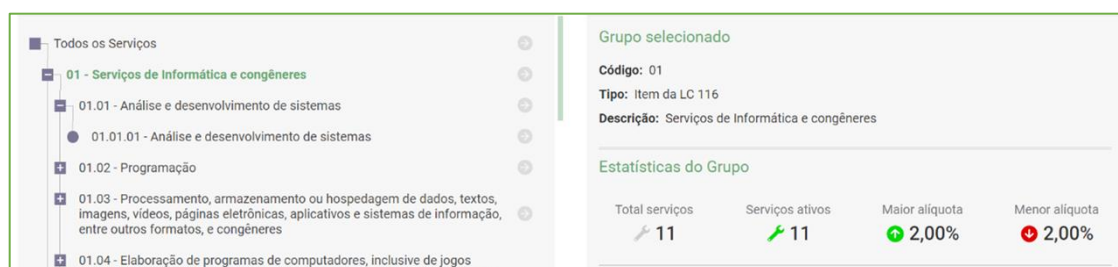 Todos os Serviços
01 - Serviços de Informática e congêneres
01.01 - Análise e desenvolvimento de sistemas
01.01.01 - Análise e desenvolvimento de sistemas
01.02 - Programação
01.03 - Processamento, armazenamento ou hospedagem de dados, textos,
imagens, vídeos, páginas eletrônicas, aplicativos e sistemas de informação,
entre outros formatos, e congêneres
01.04 - Elaboração de programas de computadores, inclusive de jogos
Grupo selecionado
Código: 01
Tipo: Item da LC 116
Descrição: Serviços de Informática e congêneres
Estatísticas do Grupo
Total serviços Serviços ativos Maior alíquota Menor alíquota
11 11 2,00% 2,00%